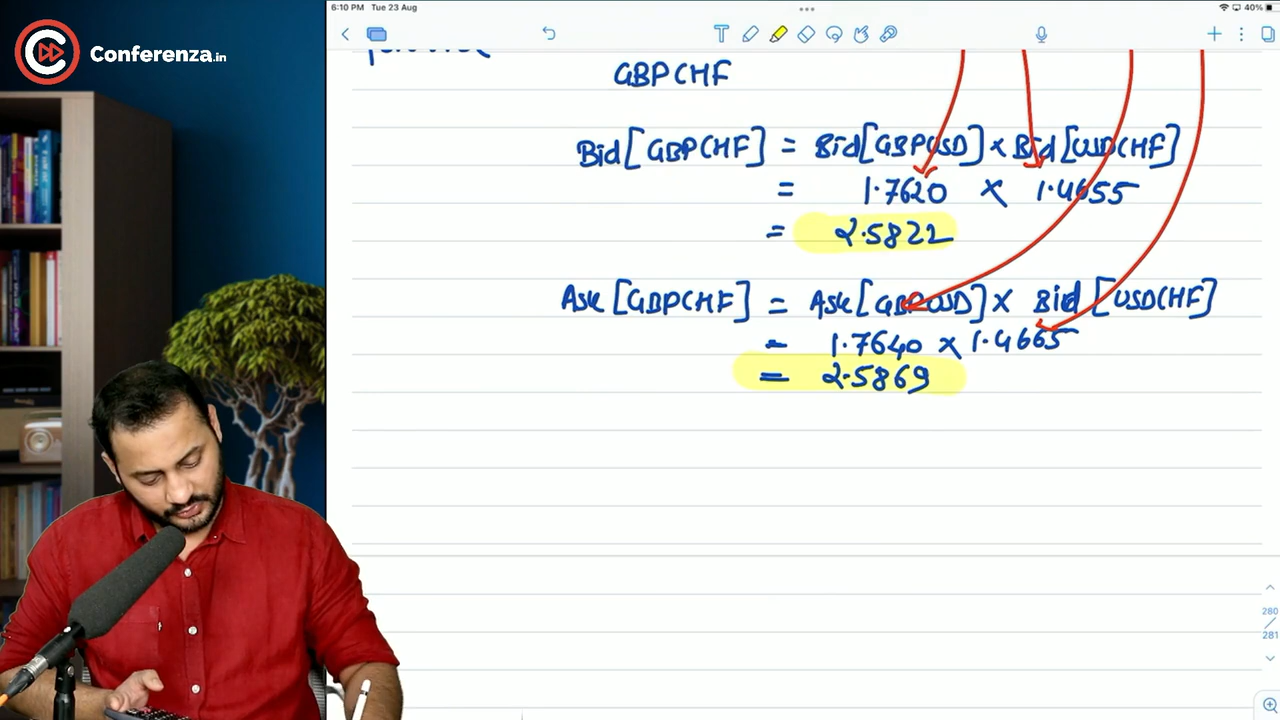 6:10 PM Tue 23 Aug
40%
Conferenza.in
T
GBPCHF
Bid[GBPCHF] = Bid[GBPUSD] × Bid[USDCHF]
= 1.7620 × 1.4655
= 2.5822
Ask[GBPCHF] = Ask[GBPUSD] × Bid[USDCHF]
= 1.7640 × 1.4665
= 2.5869
280
281